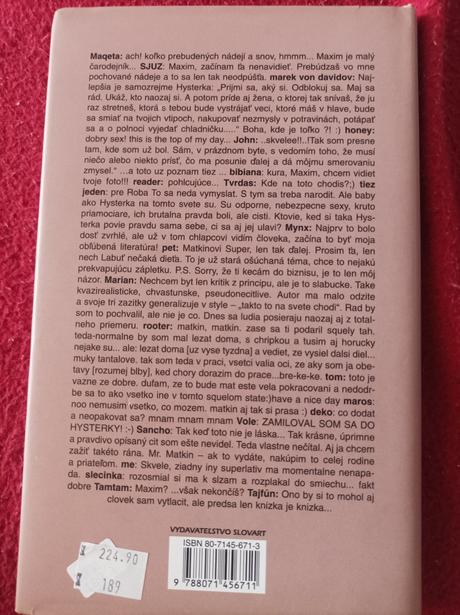 Maqeta: ach! koľko prebudených nádejí a snov, hmmm... Maxim je malý
čarodejník... SJUZ: Maxim, začínam ťa nenavidieť. Prebúdzaš vo mne
pochované nádeje a to sa len tak neodpúšťa. marek von davidov: Naj-
lepšia je samozrejme Hysterka: „Prijmi sa, aký si. Odblokuj sa. Maj sa
rád. Ukáž, kto naozaj si. A potom príde aj žena, o ktorej tak snívaš, že ju
raz stretneš, ktorá s tebou bude vystrájať veci, ktoré máš v hlave, bude
sa smiať na tvojich vtipoch, nakupovať nezmysly v potravinách, potápať
sa a o polnoci vyjedať chladničku.....“ Boha, kde je toľko ?! :) honey:
dobry sex! this is the top of my day... John: ..skvelee!!..!Tak som presne
tam, kde som už bol. Sám, v prázdnom byte, s vedomím toho, že musí
niečo alebo niekto prísť, čo ma posunie ďalej a dá môjmu smerovaniu
zmysel.“ ...a toto uz poznam tiez ... bibiana: kura, Maxim, chcem vidiet
tvoje foto!!! reader: pohlcujúce... Tvrdas: Kde na toto chodis?;) tiez
jeden: pre Roba To sa neda vymyslat. S tym sa treba narodit. Ale baby
ako Hysterka na tomto svete su. Su odporne, nebezpecne sexy, kruto
priamociare, ich brutalna pravda boli, ale cisti. Ktovie, ked si taka Hys-
terka povie pravdu sama sebe, ci sa aj jej ulavi? Mynx: Najprv to bolo
dosť zvrhlé, ale už v tom chlapcovi vidím človeka, začína to byť moja
obľúbená literatúra! pet: Matkinovi Super, len tak ďalej. Prosim ťa, len
nech Labuť nečaká dieťa. To je už stará ošúchaná téma, chce to nejakú
prekvapujúcu zápletku. P.S. Sorry, že ti kecám do biznisu, je to len môj
názor. Marian: Nechcem byt len kritik z principu, ale je to slabucke. Take
kvazirealisticke, chvastunske, pseudonecitlive. Autor ma malo odzite
a svoje tri zazitky generalizuje v style – „takto to na svete chodi“. Rad by
som to pochvalil, ale nie je co. Dnes sa ludia posieraju naozaj aj z total-
neho priemeru. rooter: matkin, matkin. zase sa ti podaril squely tah.
teda-normalne by som mal lezat doma, s chripkou a tusim aj horucky
nejake su... ale: lezat doma [uz vyse tyzdna] a vediet, ze vysiel dalsi diel...
muky tantalove. tak som teda v praci, vsetci valia oci, ze aky som ja obe-
tavy [rozumej blby], ked chory dorazim do prace...bre-ke-ke. tom: toto je
vazne do dobre. dufam, ze to bude mat este vela pokracovani a nedodr-
be sa to ako vsetko ine v tomto squelom state:)have a nice day maros:
noo nemusim vsetko, co mozem. matkin aj tak si prasa :) deko: co dodat
a neopakovat sa? mnam mnam mnam Vole: ZAMILOVAL SOM SA DO
HYSTERKY! :-) Sancho: Tak keď toto nie je láska... Tak krásne, úprimne
a pravdivo opísaný cit som ešte nevidel. Teda vlastne nečítal. Aj ja chcem
zažiť takéto rána. Mr. Matkin – ak to vydáte, nakúpim to celej rodine
a priateľom. me: Skvele, ziadny iny superlativ ma momentalne nenapa-
da. slecinka: rozosmial si ma k slzam a rozplakal do smiechu... fakt
dobre Tamtam: Maxim? ...však nekončíš? Tajfún: Ono by si to mohol aj
clovek sam vytlacit, ale predsa len knizka je knizka...
VYDAVATEĽSTVO SLOVART
ISBN 80-7145-671-3
9 788071 456711
224.90
189